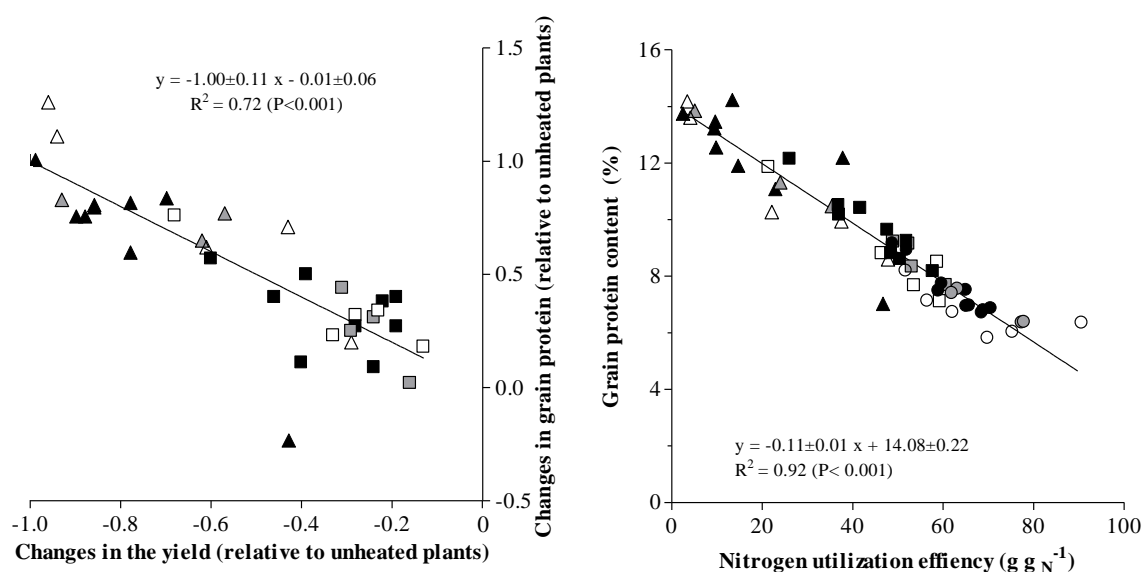 y = -1.00±0.11 x - 0.01±0.06
R² = 0.72 (P<0.001)
1.5
1.0
0.5
0.0
-0.5
Changes in grain protein (relative to unheated plants)
-1.0 -0.8 -0.6 -0.4 -0.2 0
Changes in the yield (relative to unheated plants)
16
12
8
4
0
Grain protein content (%)
y = -0.11±0.01 x + 14.08±0.22
R² = 0.92 (P< 0.001)
0 20 40 60 80 100
Nitrogen utilization effiency (g g N⁻¹)